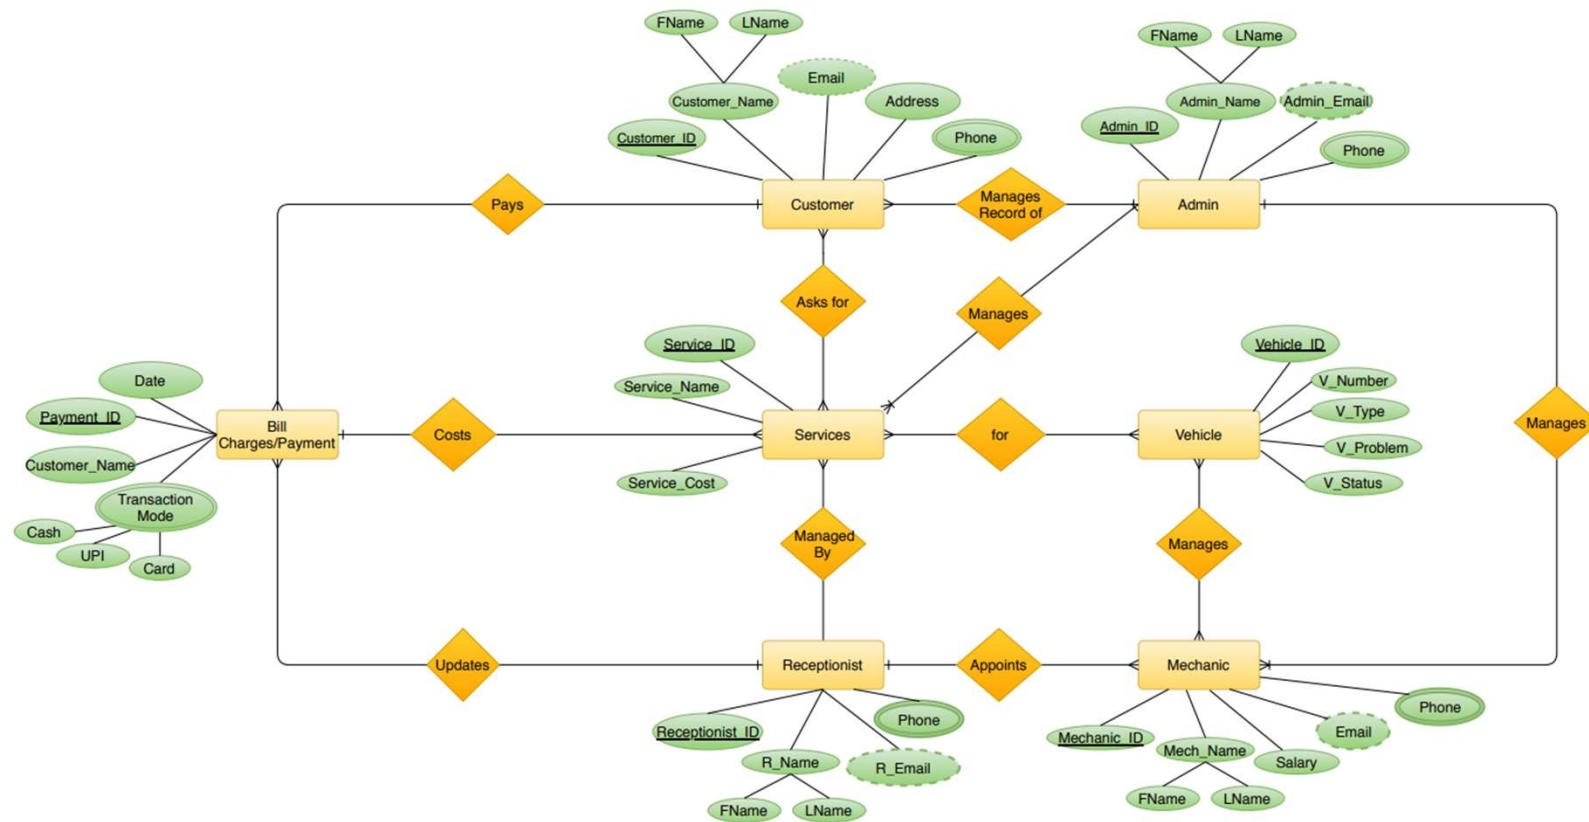 FName
LName
FName
LName
Email
Customer_Name
Address
Admin_Name
Admin_Email
Customer_ID
Phone
Admin_ID
Phone
Pays
Customer
Manages
Record of
Admin
Asks for
Manages
Service_ID
Vehicle_ID
Date
Service_Name
V_Number
Payment_ID
V_Type
Bill
Charges/Payment
Costs
Services
for
Vehicle
Manages
V_Problem
Customer_Name
Service_Cost
V_Status
Transaction
Mode
Cash
UPI
Card
Managed
By
Manages
Updates
Receptionist
Appoints
Mechanic
Phone
Phone
Receptionist_ID
Mechanic_ID
Email
R_Name
R_Email
Mech_Name
Salary
FName
LName
FName
LName